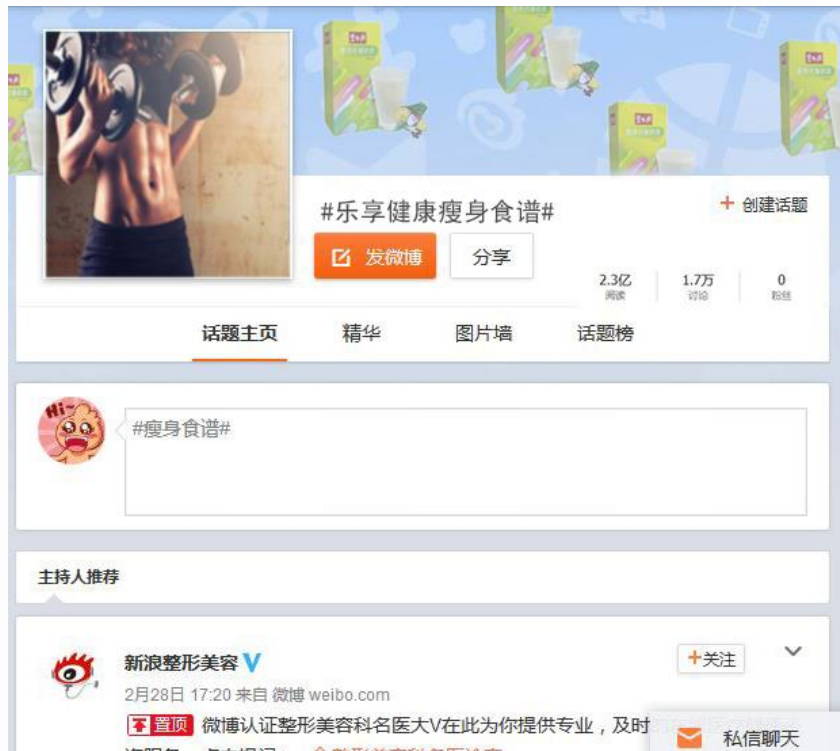 #乐享健康瘦身食谱#
+ 创建话题
发微博
分享
2.3亿
阅读
1.7万
讨论
0
粉丝
话题主页
精华
图片墙
话题榜
Hi~
#瘦身食谱#
主持人推荐
新浪整形美容 V
+关注
2月28日 17:20 来自 微博 weibo.com
置顶 微博认证整形美容科名医大V在此为你提供专业，及时
私信聊天